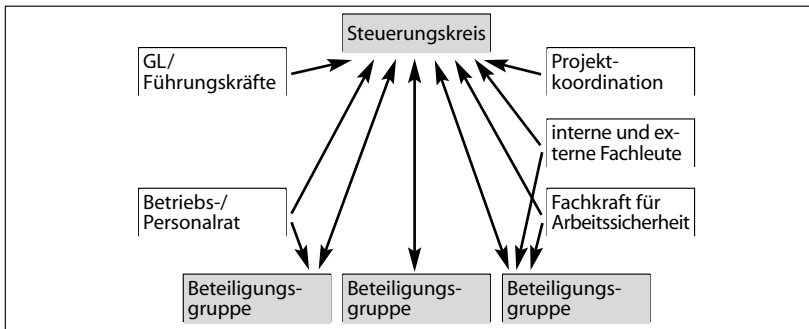 Steuerungskreis
GL/
Führungskräfte
Projekt-
koordination
interne und ex-
terne Fachleute
Betriebs-/
Personalrat
Fachkraft für
Arbeitssicherheit
Beteiligungs-
gruppe
Beteiligungs-
gruppe
Beteiligungs-
gruppe